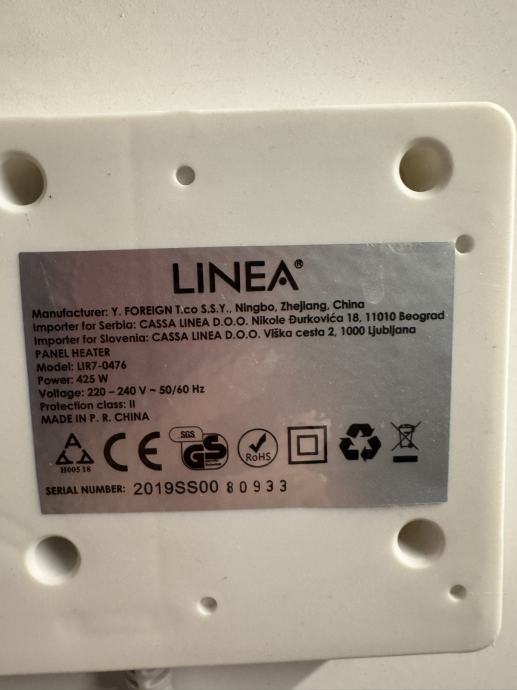 LINEA®
Manufacturer: Y. FOREIGN T.co S.S.Y., Ningbo, Zhejiang, China
Importer for Serbia: CASSA LINEA D.O.O. Nikole Đurkovića 18, 11010 Beograd
Importer for Slovenia: CASSA LINEA D.O.O. Viška cesta 2, 1000 Ljubljana
PANEL HEATER
Model: LIR7-0476
Power: 425 W
Voltage: 220 – 240 V ~ 50/60 Hz
Protection class: II
MADE IN P. R. CHINA
A A A
H005 18
CE
SGS
GS
RoHS
SERIAL NUMBER: 2019SS00 80933